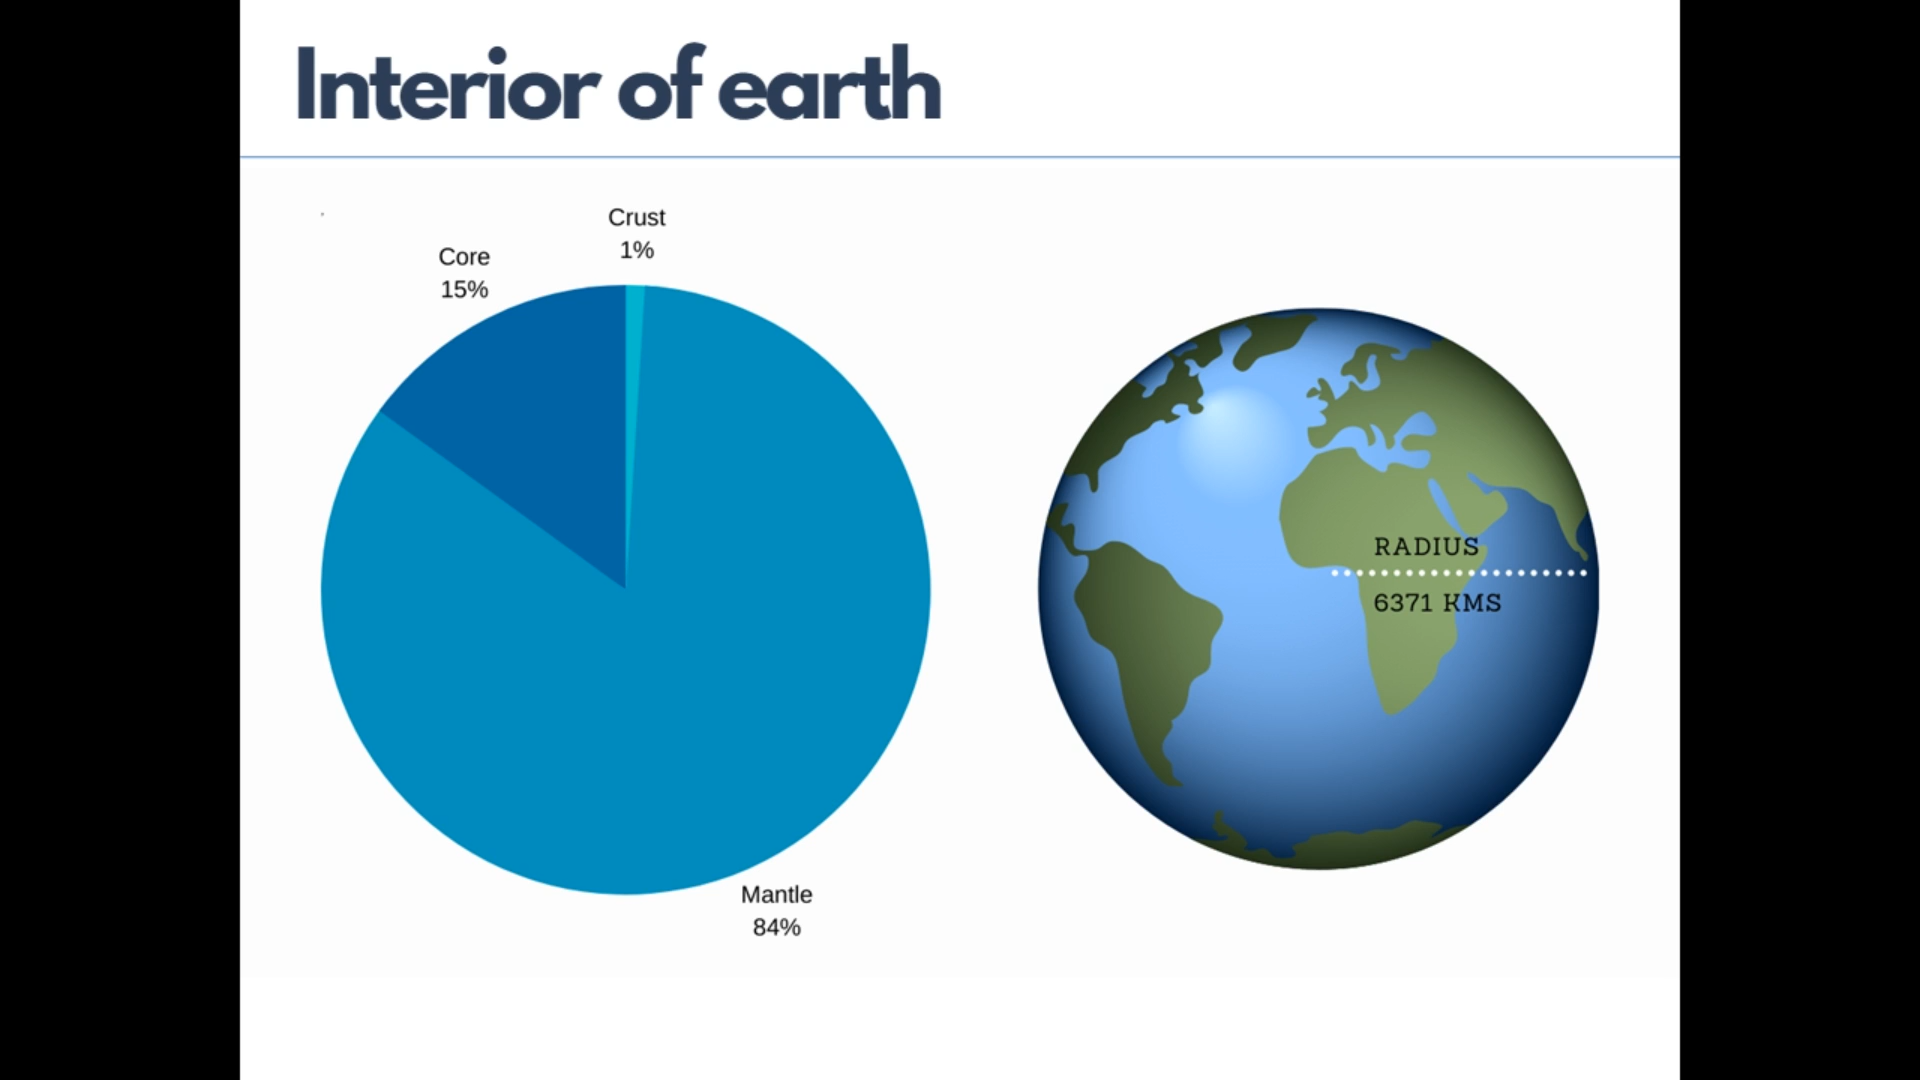 Interior of earth
Crust
1%
Core
15%
Mantle
84%
RADIUS
6371 KMS